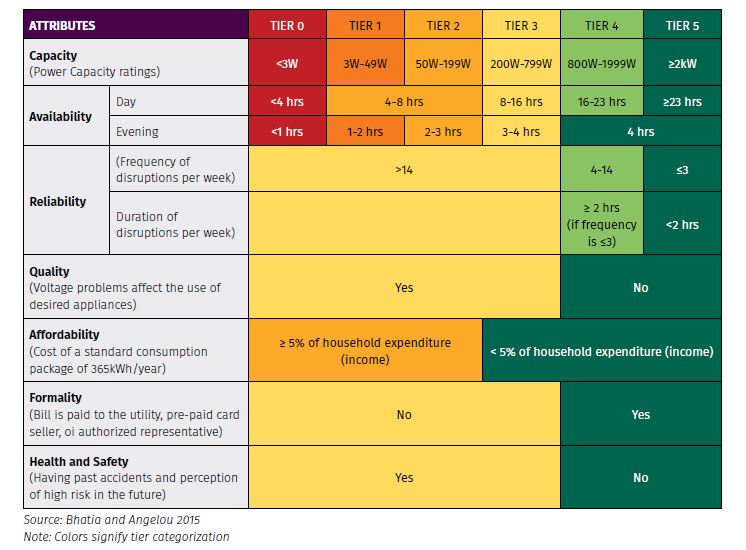 ATTRIBUTES TIER 0 TIER 1 TIER 2 TIER 3 TIER 4 TIER 5
Capacity
(Power Capacity ratings)
<3W 3W-49W 50W-199W 200W-799W 800W-1999W ≥2kW
Availability
Day <4 hrs 4-8 hrs 8-16 hrs 16-23 hrs ≥23 hrs
Evening <1 hrs 1-2 hrs 2-3 hrs 3-4 hrs 4 hrs
Reliability
(Frequency of
disruptions per week)
>14 4-14 ≤3
Duration of
disruptions per week)
≥ 2 hrs
(if frequency
is ≤3)
<2 hrs
Quality
(Voltage problems affect the use of
desired appliances)
Yes No
Affordability
(Cost of a standard consumption
package of 365kWh/year)
≥ 5% of household expenditure
(income)
< 5% of household expenditure (income)
Formality
(Bill is paid to the utility, pre-paid card
seller, oi authorized representative)
No Yes
Health and Safety
(Having past accidents and perception
of high risk in the future)
Yes No
Source: Bhatia and Angelou 2015
Note: Colors signify tier categorization